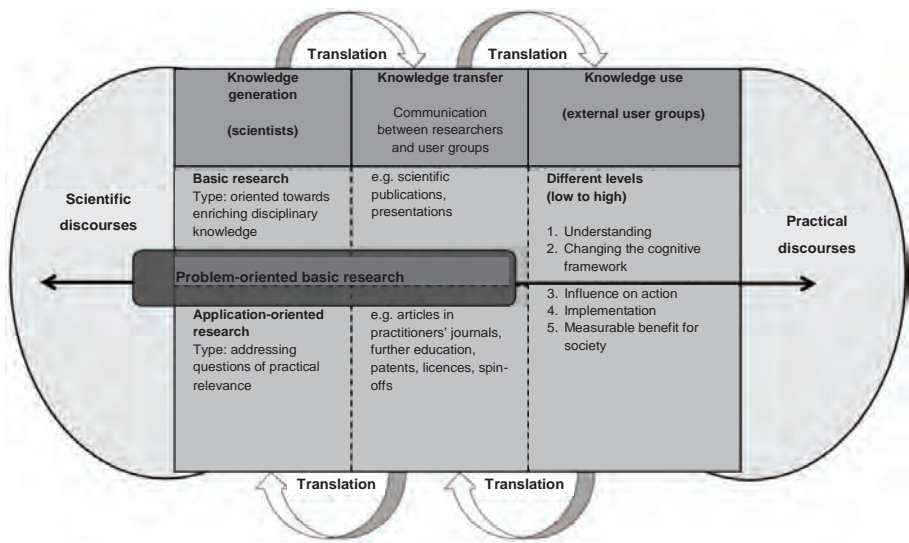 Translation
Translation
Knowledge
generation
(scientists)
Knowledge transfer
Communication
between researchers
and user groups
Knowledge use
(external user groups)
Scientific
discourses
Basic research
Type: oriented towards
enriching disciplinary
knowledge
e.g. scientific
publications,
presentations
Different levels
(low to high)
1. Understanding
2. Changing the cognitive
framework
Practical
discourses
Problem-oriented basic research
3. Influence on action
4. Implementation
5. Measurable benefit for
society
Application-oriented
research
Type: addressing
questions of practical
relevance
e.g. articles in
practitioners' journals,
further education,
patents, licences, spin-
offs
Translation
Translation